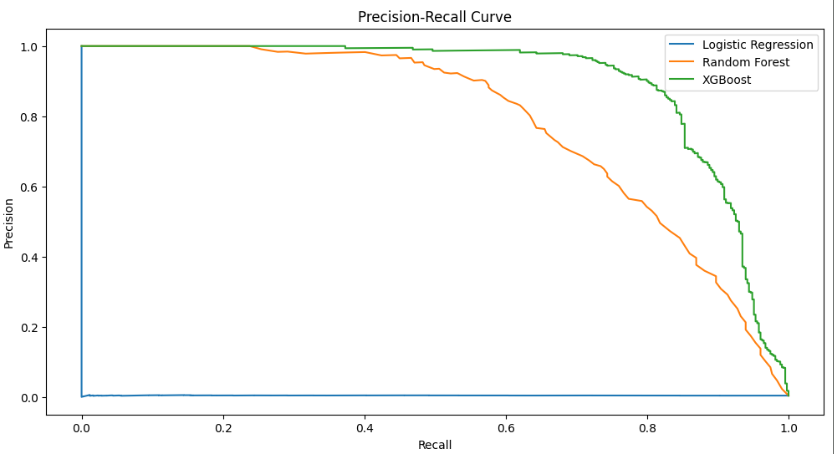 Precision-Recall Curve
Logistic Regression
Random Forest
XGBoost
1.0
0.8
0.6
0.4
0.2
0.0
Precision
0.0 0.2 0.4 0.6 0.8 1.0
Recall